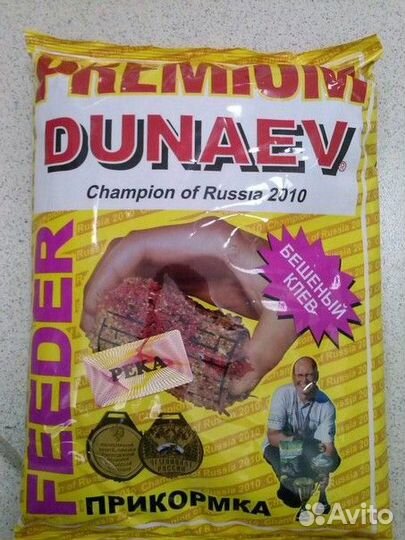 PREMIUM
DUNAEV
Champion of Russia 2010
FEEDER
БЕШЕНЫЙ
КЛЕВ
РЕКА
ПРИКОРМКА
Avito